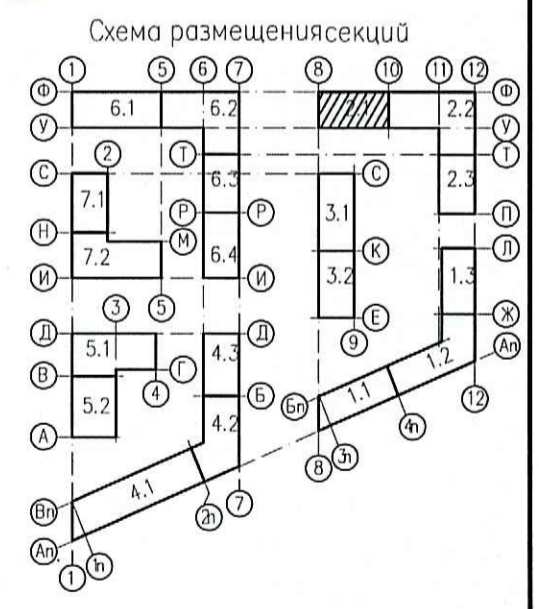 Схема размещениясекций
1 5 6 7 8 10 11 12
Ф 6.1 6.2 2.1 2.2 Ф
У У
2 Т Т
С 6.3 С 2.3
7.1 3.1
Р Р П
Н М К Л
7.2 6.4 3.2 1.3
И И
3 5 Е Ж
Д Д 9
5.1 4.3 1.2 Ап
В Г
4 Б Бп 1.1 12
5.2 4.2 4п
А 3п
8
4.1
Вп 2п 7
Ап 1п
1